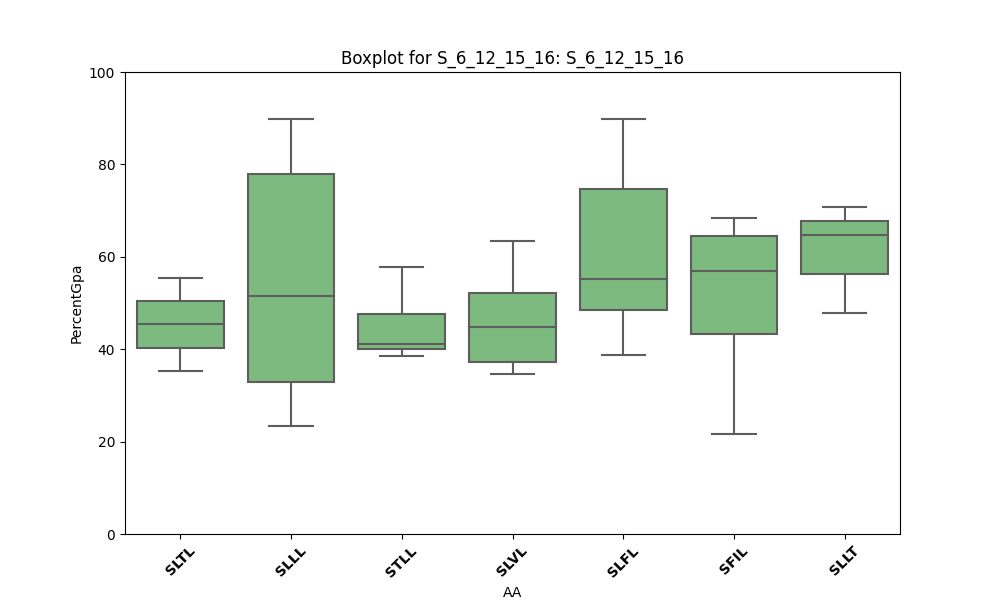 Boxplot for S_6_12_15_16: S_6_12_15_16
100
80
60
40
20
0
PercentGpa
SLTL
SLLL
STLL
SLVL
SLFL
SFIL
SLLT
AA